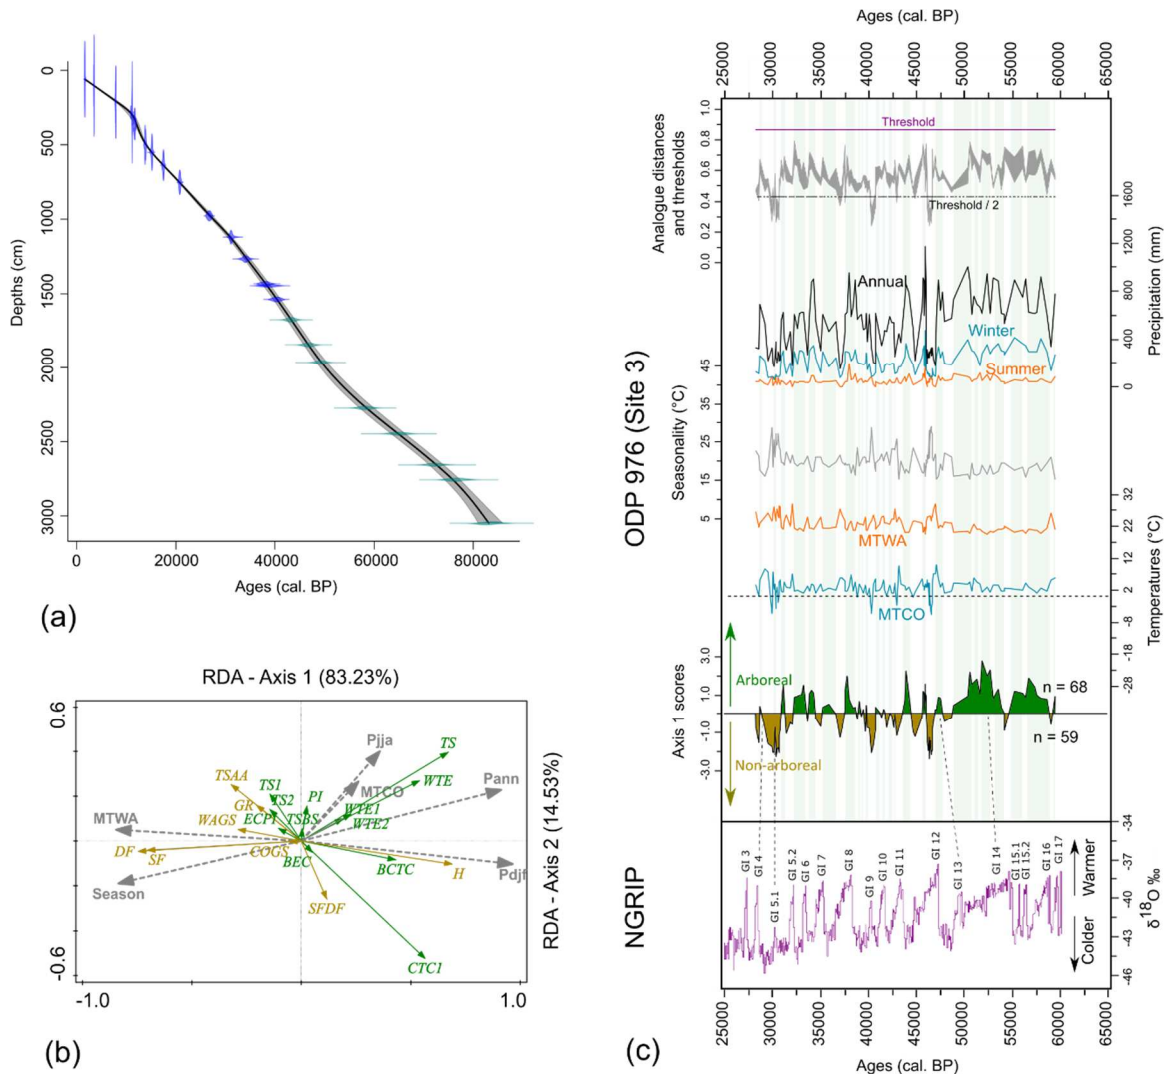 0
500
1000
1500
2000
2500
3000
Depths (cm)
0
20000
40000
60000
80000
Ages (cal. BP)
(a)
RDA - Axis 1 (83.23%)
0.6
-0.6
-1.0
1.0
RDA - Axis 2 (14.53%)
Pjja
TS
MTCO
WTE
Pann
TSAA
TS1
TS2
PI
GR
WTE1
WTE2
ECPI
TSBS
WAGS
MTWA
DF
SF
COGS
BEC
BCTC
H
Pdjf
Season
SFDF
CTC1
(b)
Ages (cal. BP)
25000
30000
35000
40000
45000
50000
55000
60000
65000
ODP 976 (Site 3)
Analogue distances
and thresholds
1.0
0.8
0.6
0.4
0.2
0.0
Threshold
Threshold / 2
1600
1200
800
400
0
Precipitation (mm)
Annual
Winter
Summer
45
35
25
15
5
Seasonality (°C)
32
22
12
2
-8
-18
-28
Temperatures (°C)
MTWA
MTCO
3.0
1.0
-1.0
-3.0
Axis 1 scores
Arboreal
Non-arboreal
n = 68
n = 59
NGRIP
GI 3
GI 4
GI 5.1
GI 5.2
GI 6
GI 7
GI 8
GI 9
GI 10
GI 11
GI 12
GI 13
GI 14
GI 15.1
GI 15.2
GI 16
GI 17
Warmer
Colder
-34
-37
-40
-43
-46
δ18O ‰
25000
30000
35000
40000
45000
50000
55000
60000
65000
Ages (cal. BP)
(c)